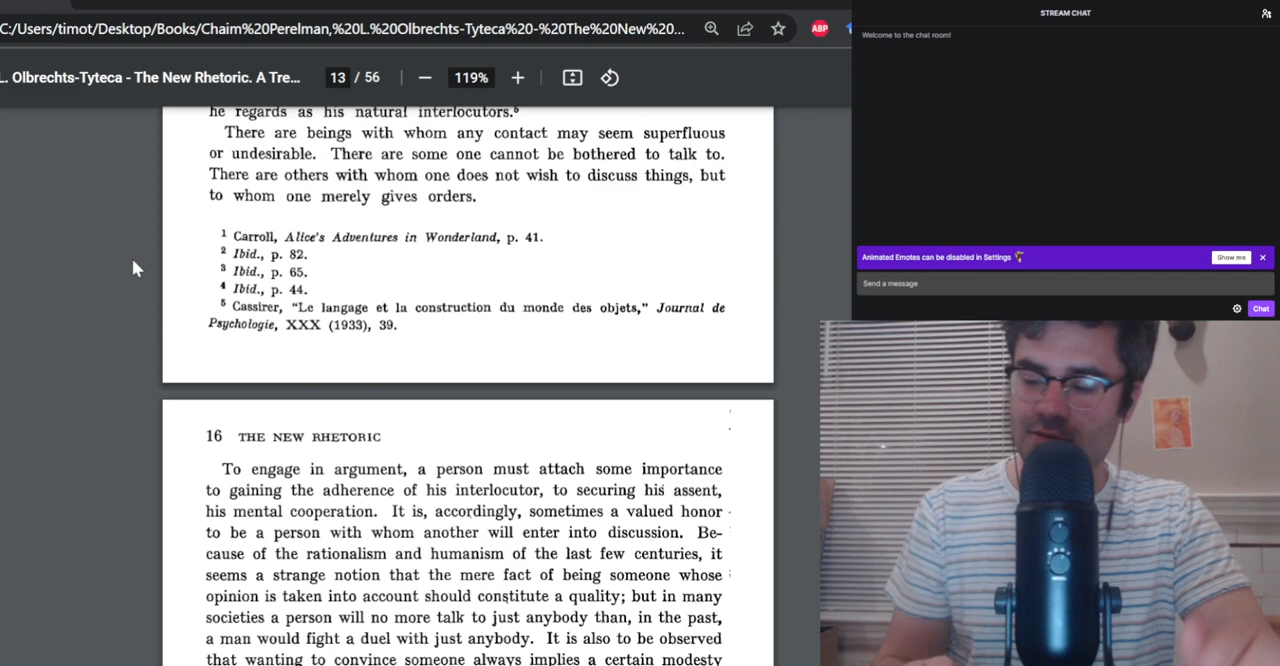 C:/Users/timot/Desktop/Books/Chaim%20Perelman,%20L.%20Olbrechts-Tyteca%20-%20The%20New%20...
ABP
L. Olbrechts-Tyteca - The New Rhetoric. A Tre...
13 / 56
119%
he regards as his natural interlocutors.⁵
There are beings with whom any contact may seem superfluous
or undesirable. There are some one cannot be bothered to talk to.
There are others with whom one does not wish to discuss things, but
to whom one merely gives orders.
¹ Carroll, Alice's Adventures in Wonderland, p. 41.
² Ibid., p. 82.
³ Ibid., p. 65.
⁴ Ibid., p. 44.
⁵ Cassirer, "Le langage et la construction du monde des objets," Journal de
Psychologie, XXX (1933), 39.
16 THE NEW RHETORIC
To engage in argument, a person must attach some importance
to gaining the adherence of his interlocutor, to securing his assent,
his mental cooperation. It is, accordingly, sometimes a valued honor
to be a person with whom another will enter into discussion. Be-
cause of the rationalism and humanism of the last few centuries, it
seems a strange notion that the mere fact of being someone whose
opinion is taken into account should constitute a quality; but in many
societies a person will no more talk to just anybody than, in the past,
a man would fight a duel with just anybody. It is also to be observed
that wanting to convince someone always implies a certain modesty
STREAM CHAT
Welcome to the chat room!
Animated Emotes can be disabled in Settings
Show me
Send a message
Chat